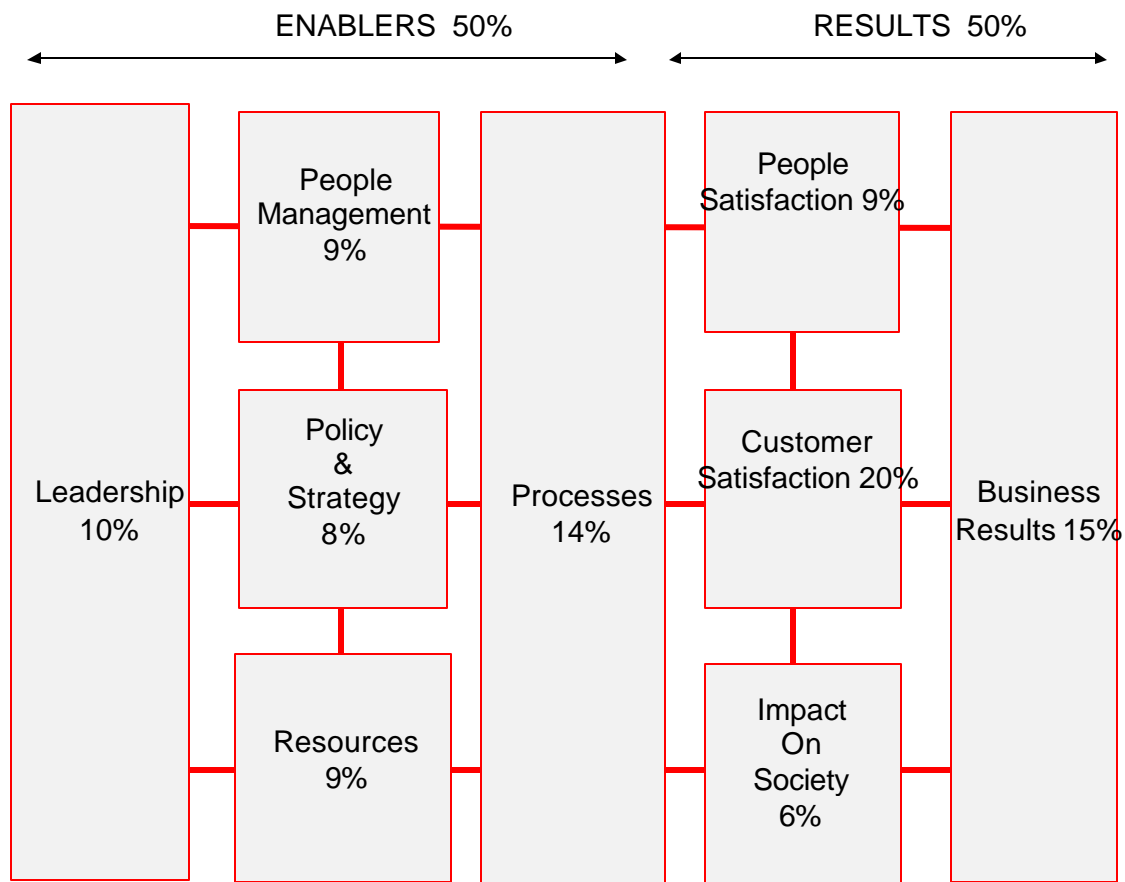 ENABLERS 50%
RESULTS 50%
People
Management
9%
People
Satisfaction 9%
Leadership
10%
Policy
&
Strategy
8%
Processes
14%
Customer
Satisfaction 20%
Business
Results 15%
Resources
9%
Impact
On
Society
6%